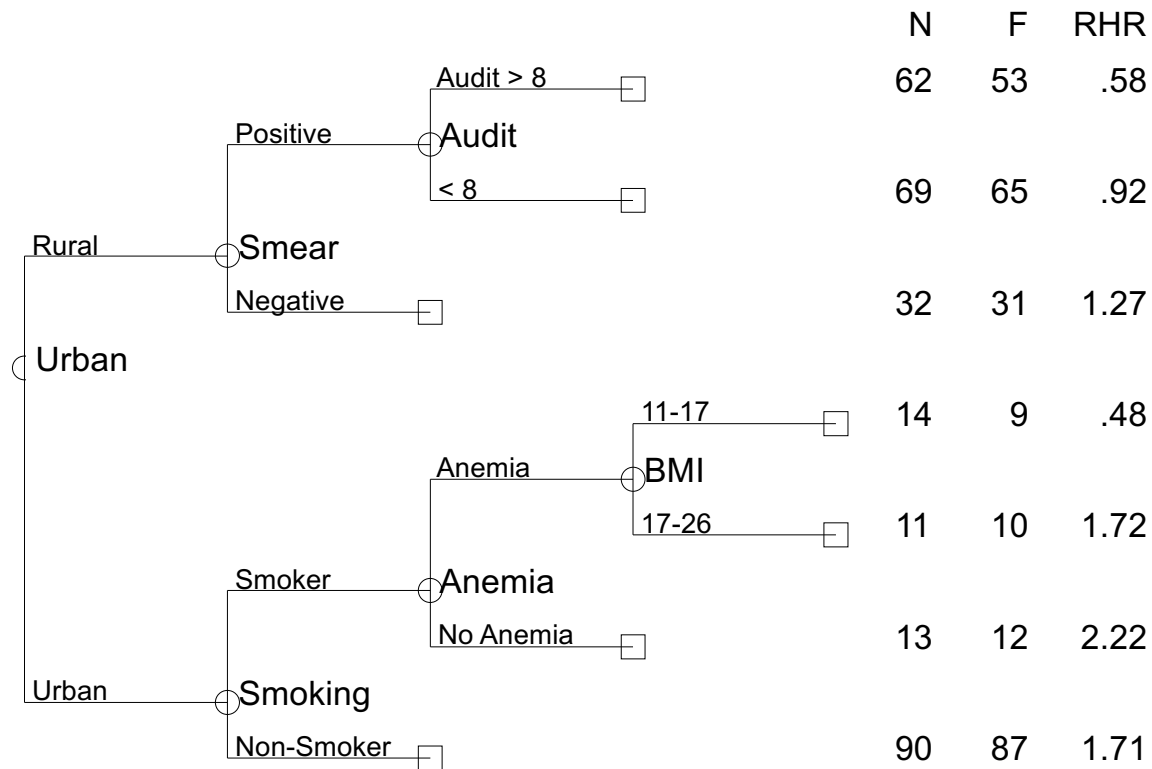 N F RHR
Audit > 8 62 53 .58
Positive Audit
< 8 69 65 .92
Rural Smear
Negative 32 31 1.27
Urban
11-17 14 9 .48
Anemia BMI
17-26 11 10 1.72
Smoker Anemia
No Anemia 13 12 2.22
Urban Smoking
Non-Smoker 90 87 1.71